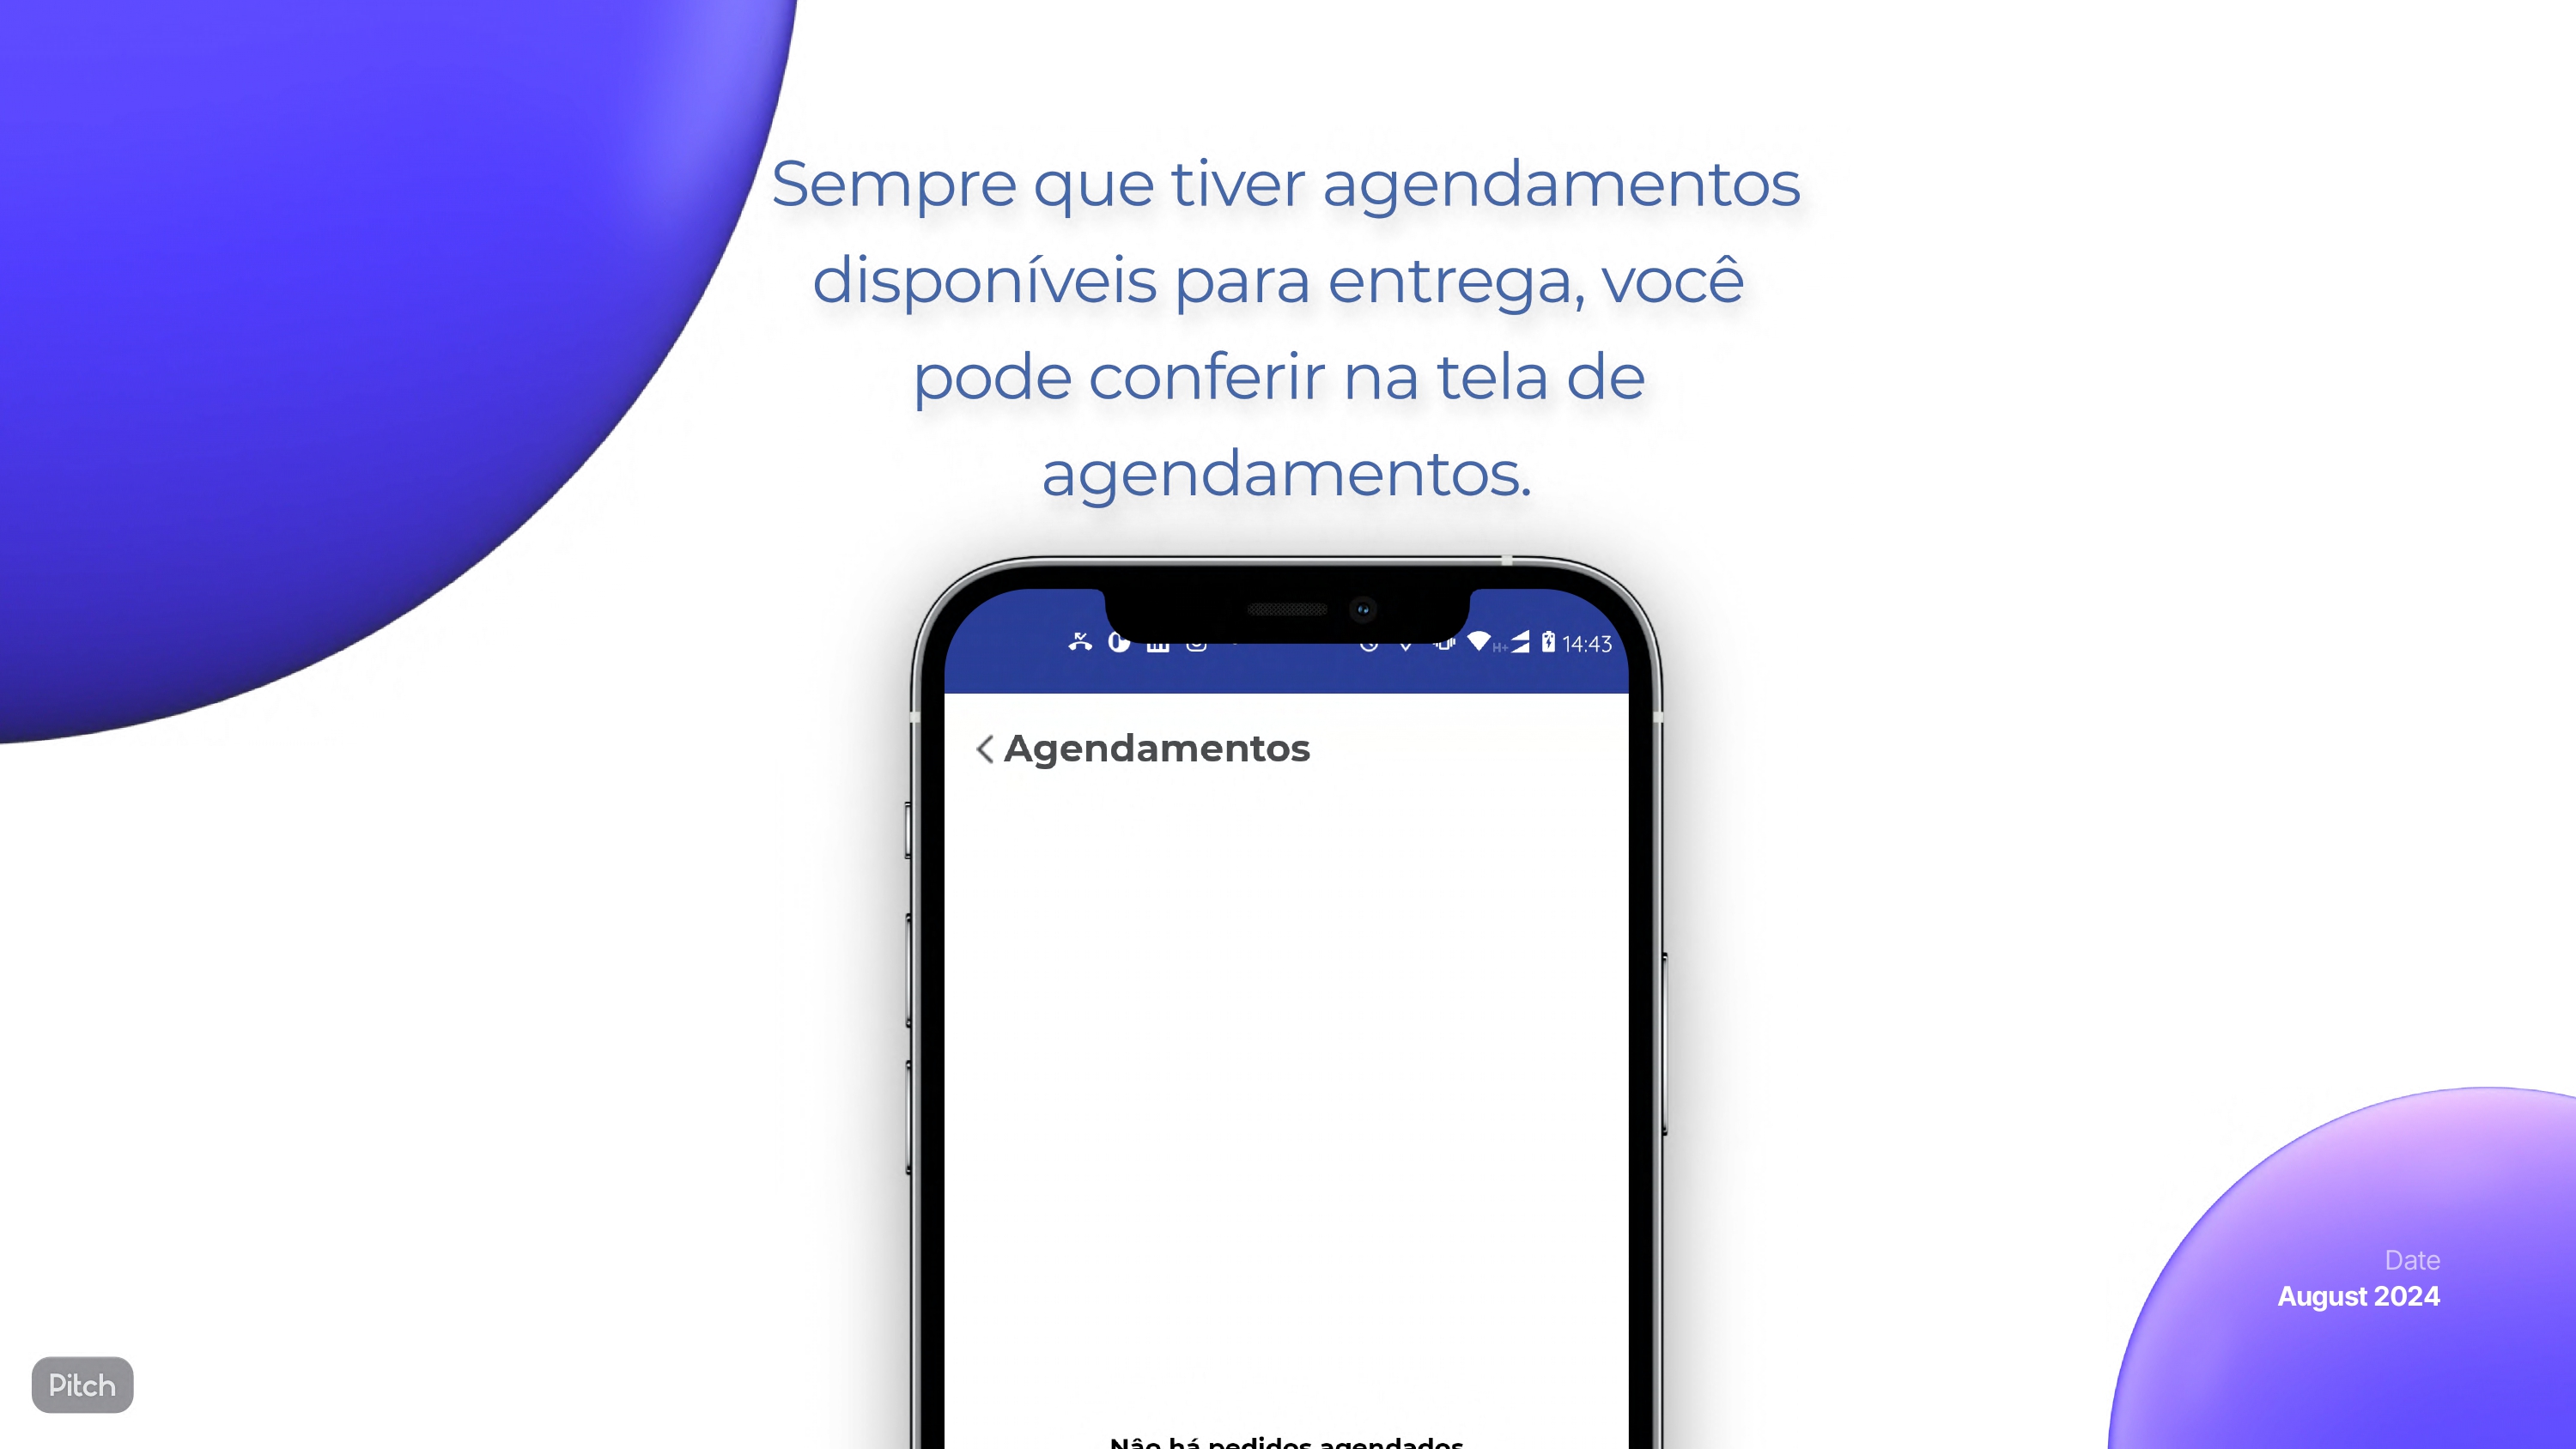 Sempre que tiver agendamentos
disponíveis para entrega, você
pode conferir na tela de
agendamentos.
H+ 14:43
Agendamentos
Não há pedidos agendados
Date
August 2024
Pitch